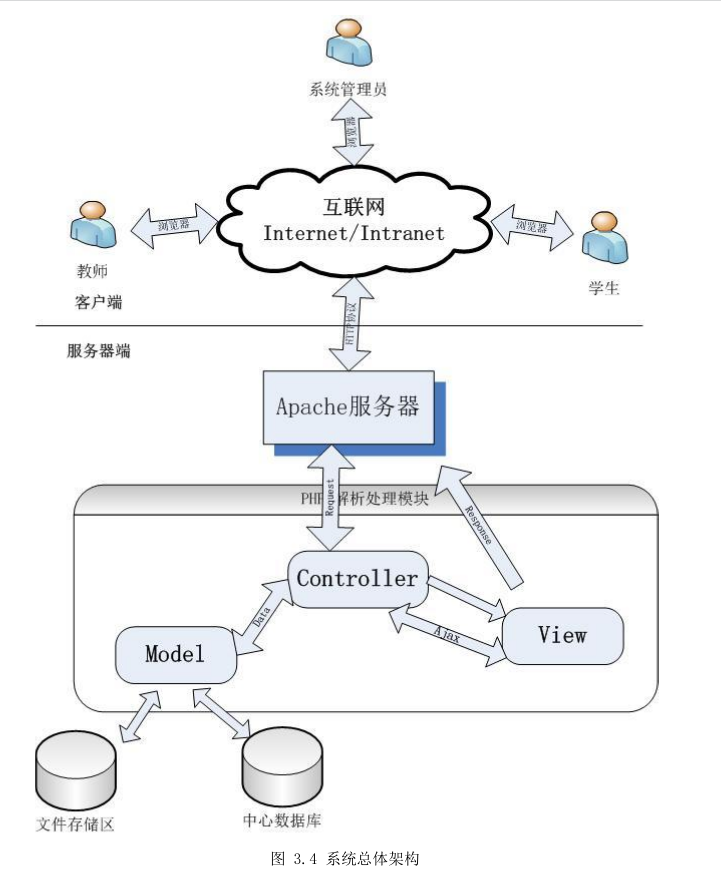 系统管理员
浏览器
互联网
Internet/Intranet
浏览器
浏览器
教师
学生
客户端
HTTP协议
服务器端
Apache服务器
Request
PHP解析处理模块
Response
Controller
Data
Ajax
View
Model
文件存储区
中心数据库
图 3.4 系统总体架构